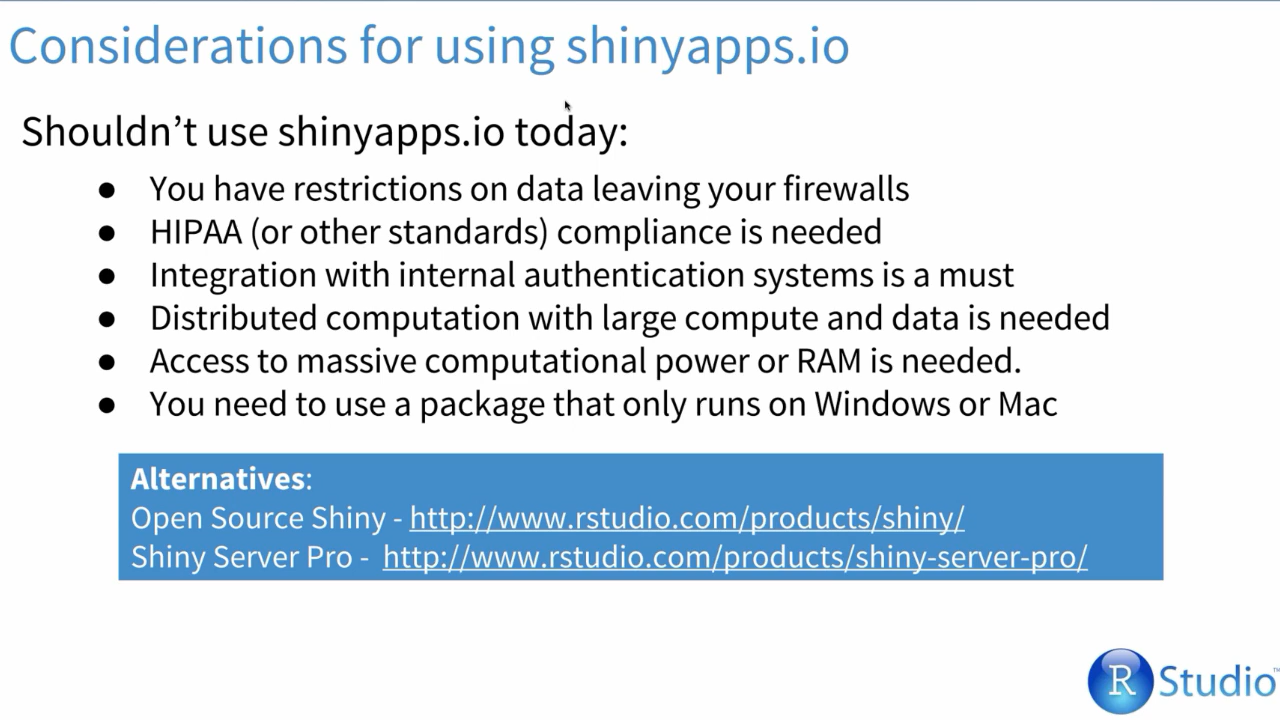 Considerations for using shinyapps.io
Shouldn’t use shinyapps.io today:
● You have restrictions on data leaving your firewalls
● HIPAA (or other standards) compliance is needed
● Integration with internal authentication systems is a must
● Distributed computation with large compute and data is needed
● Access to massive computational power or RAM is needed.
● You need to use a package that only runs on Windows or Mac
Alternatives:
Open Source Shiny - http://www.rstudio.com/products/shiny/
Shiny Server Pro - http://www.rstudio.com/products/shiny-server-pro/
R Studio™